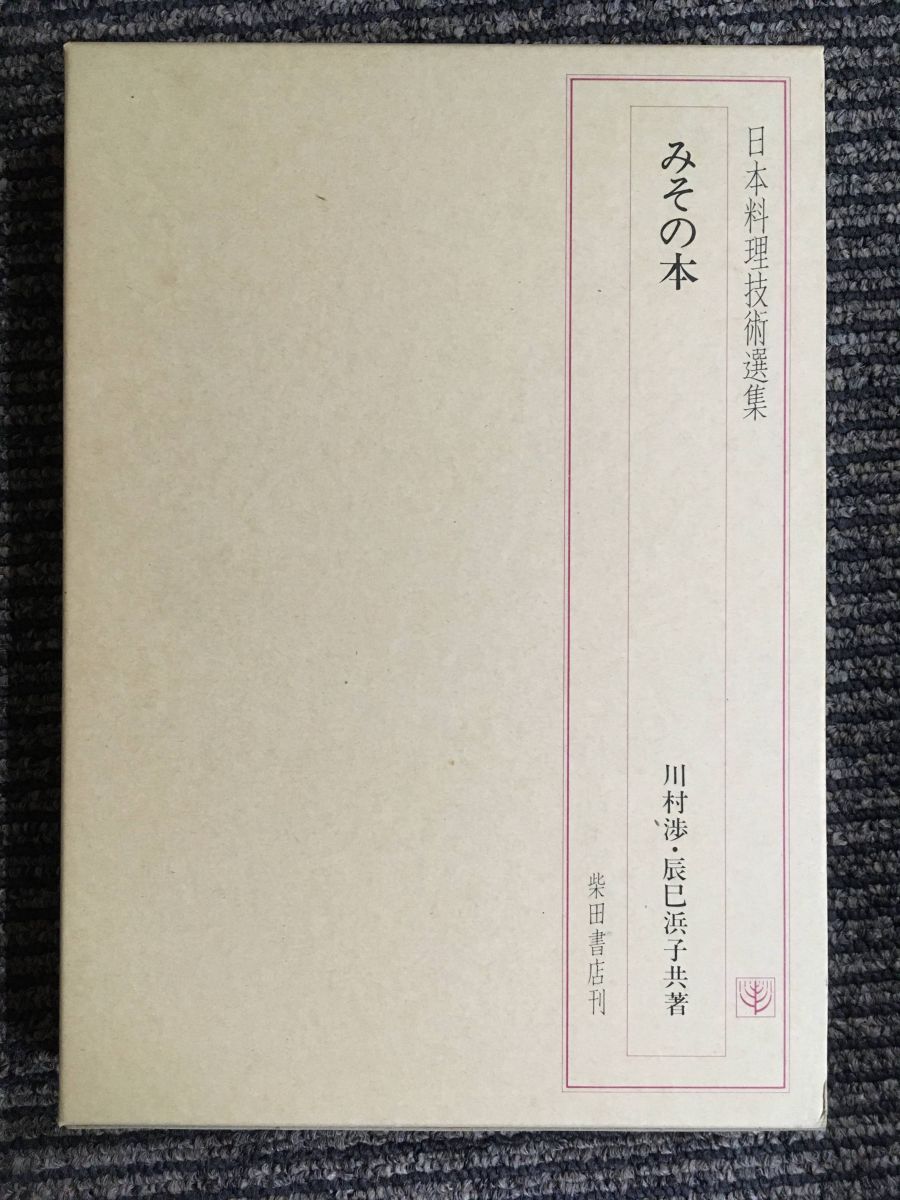 日本料理技術選集
みその本
川村渉・辰巳浜子共著
柴田書店刊